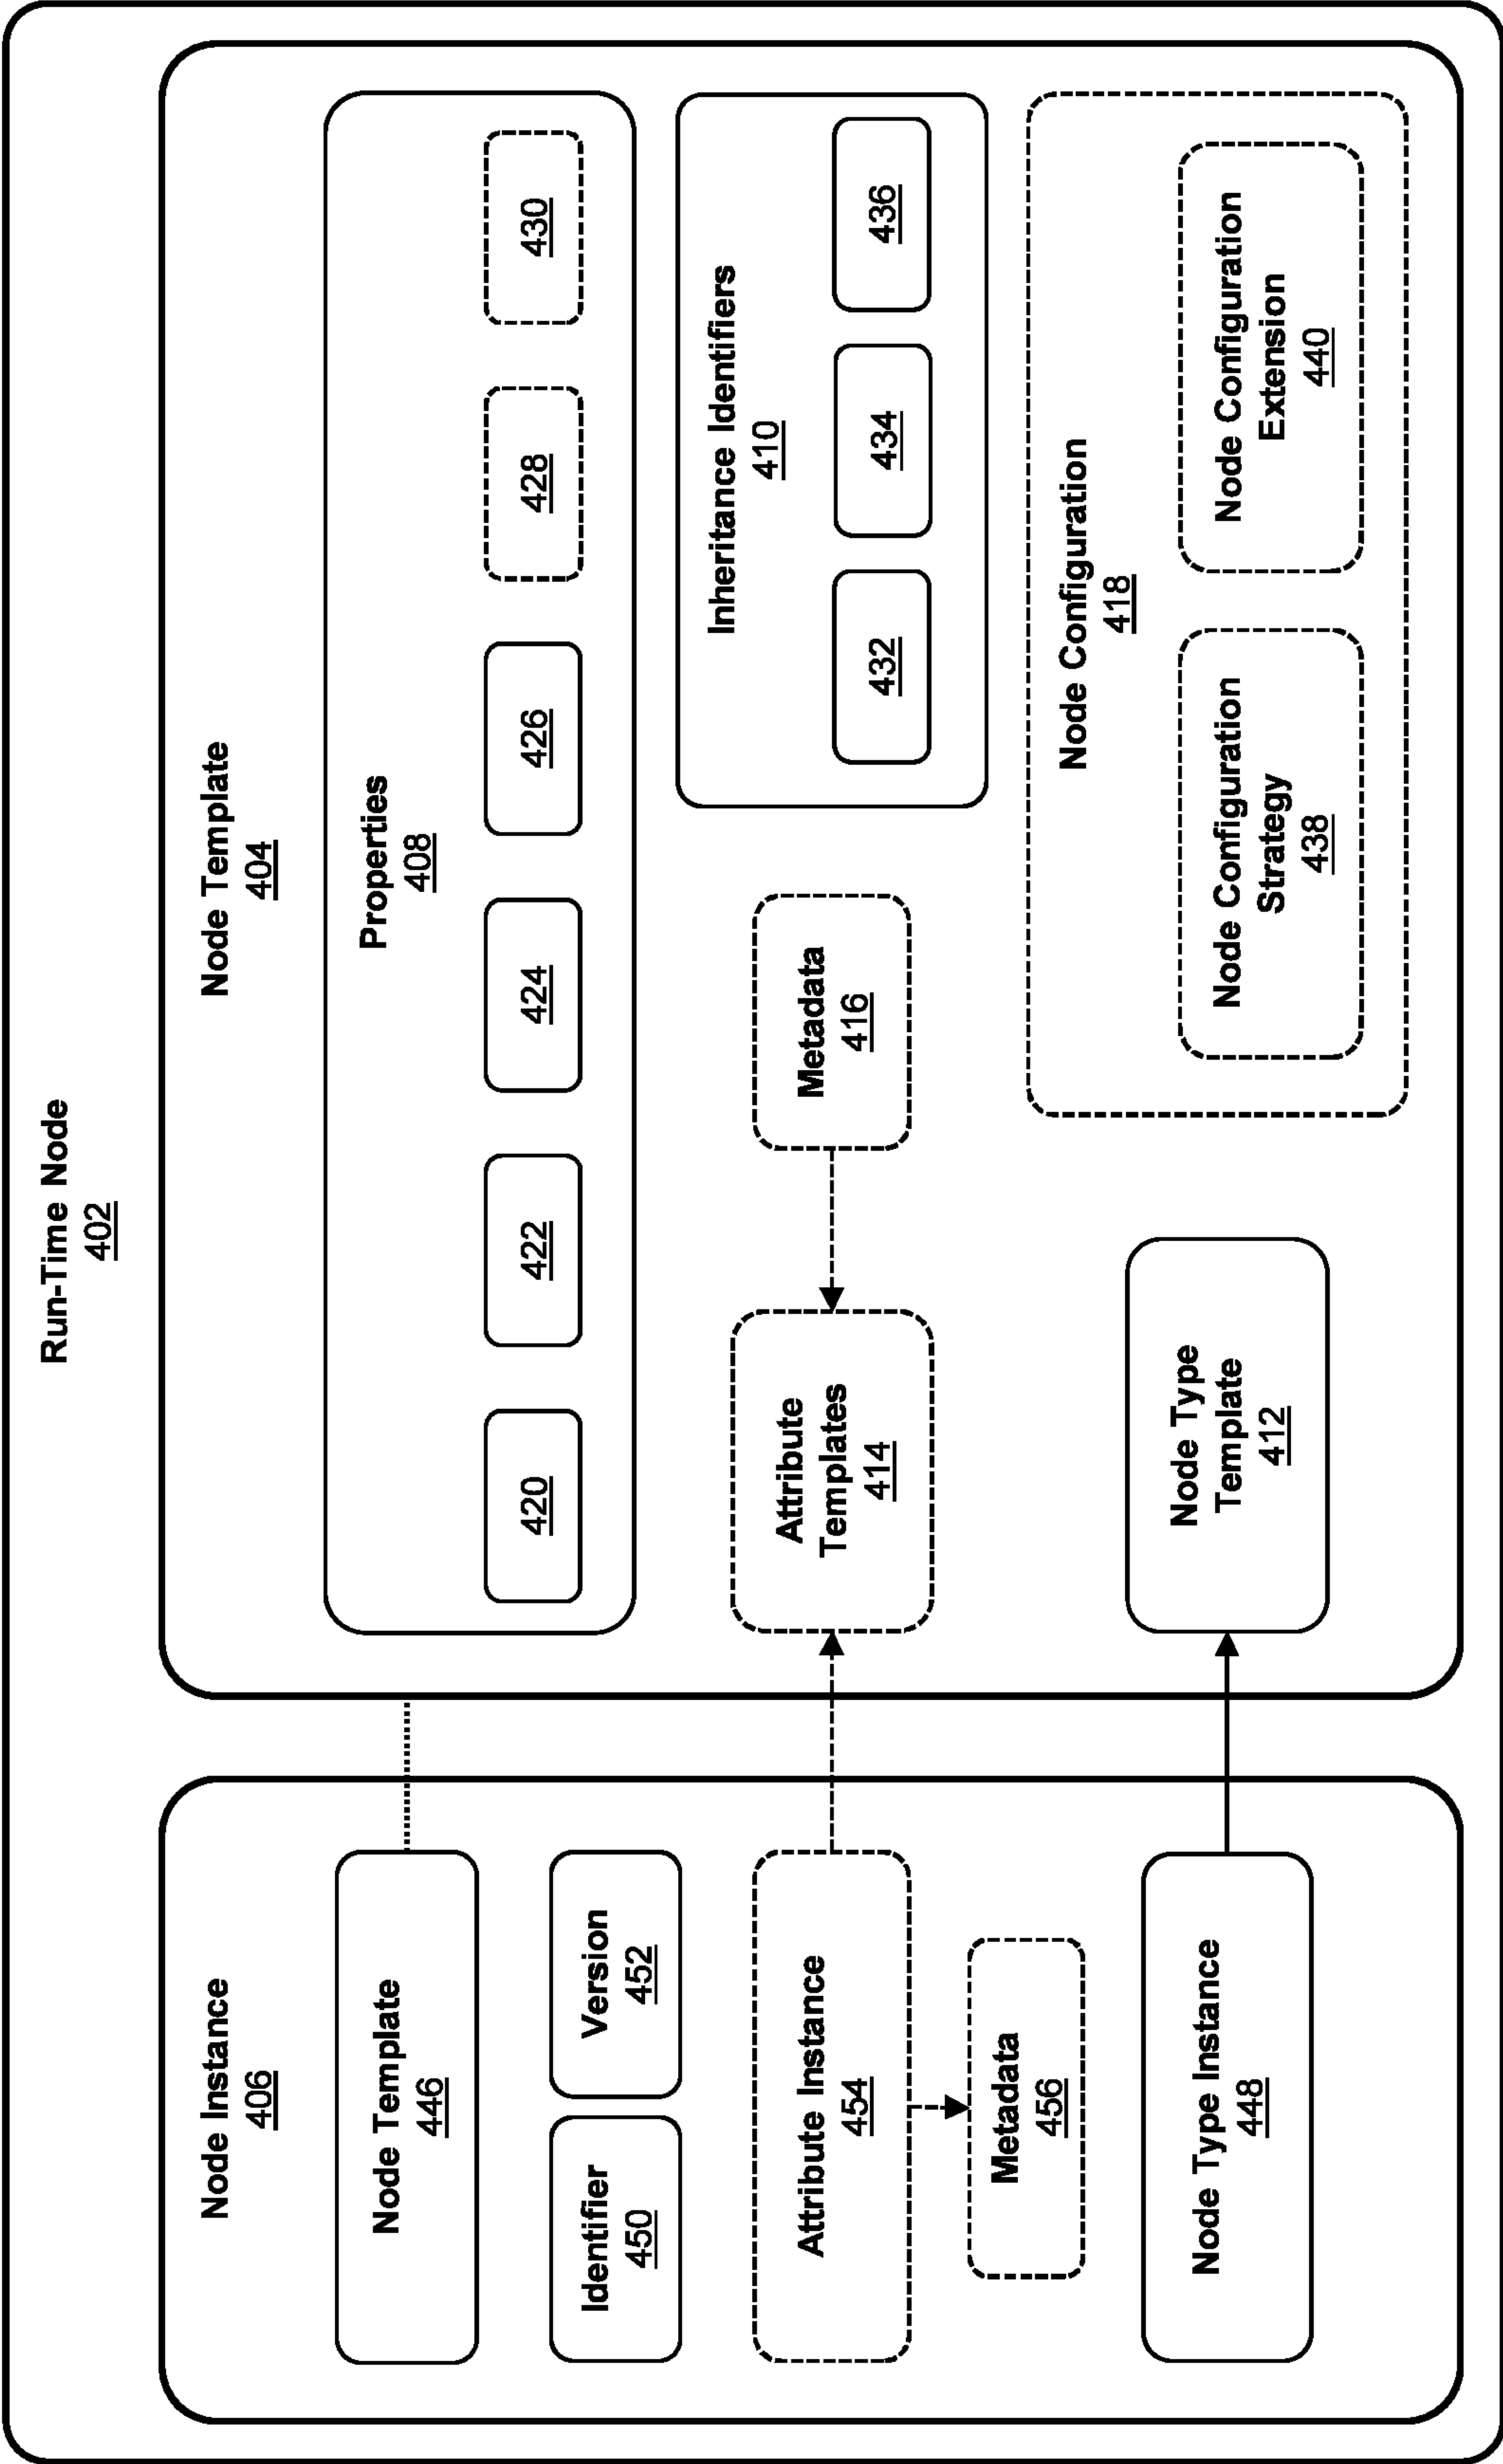 Run-Time Node
402
Node Instance
406
Node Template
446
Identifier
450
Version
452
Attribute Instance
454
Metadata
456
Node Type Instance
448
Node Template
404
Properties
408
420
422
424
426
428
430
Attribute
Templates
414
Metadata
416
Inheritance Identifiers
410
432
434
436
Node Type
Template
412
Node Configuration
418
Node Configuration
Strategy
438
Node Configuration
Extension
440